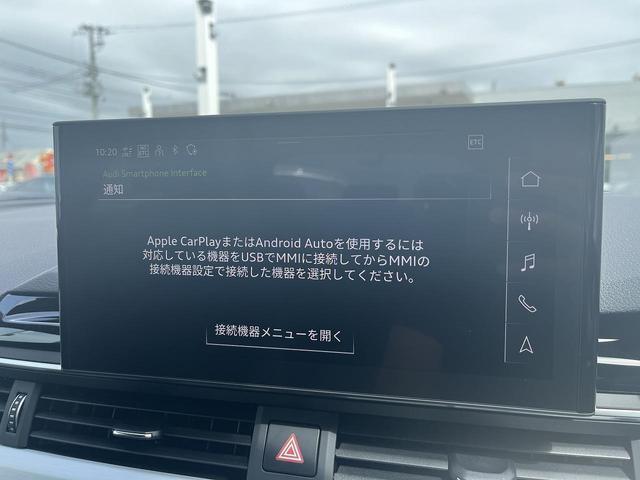 10:20
ETC
Audi Smartphone Interface
通知
Apple CarPlayまたはAndroid Autoを使用するには
対応している機器をUSBでMMIに接続してからMMIの
接続機器設定で接続した機器を選択してください。
接続機器メニューを開く